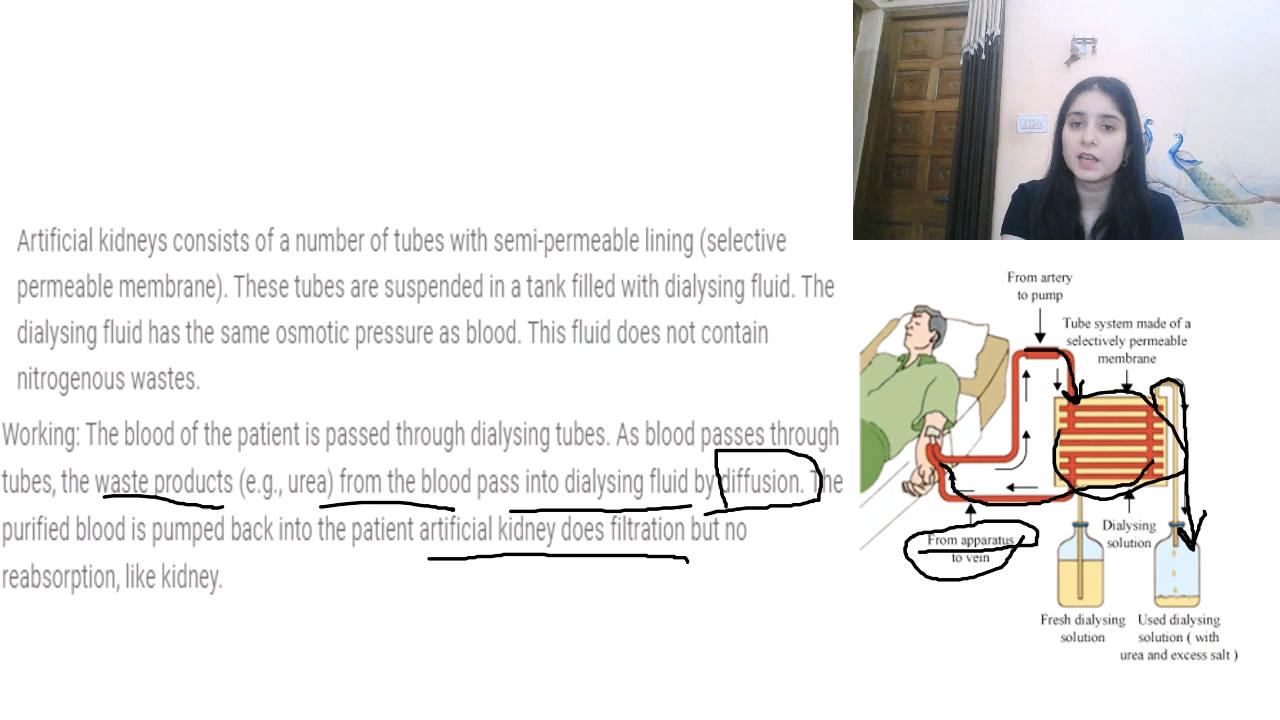 Artificial kidneys consists of a number of tubes with semi-permeable lining (selective
permeable membrane). These tubes are suspended in a tank filled with dialysing fluid. The
dialysing fluid has the same osmotic pressure as blood. This fluid does not contain
nitrogenous wastes.
Working: The blood of the patient is passed through dialysing tubes. As blood passes through
tubes, the waste products (e.g., urea) from the blood pass into dialysing fluid by diffusion. The
purified blood is pumped back into the patient artificial kidney does filtration but no
reabsorption, like kidney.
From artery
to pump
Tube system made of a
selectively permeable
membrane
From apparatus
to vein
Dialysing
solution
Fresh dialysing
solution
Used dialysing
solution ( with
urea and excess salt )